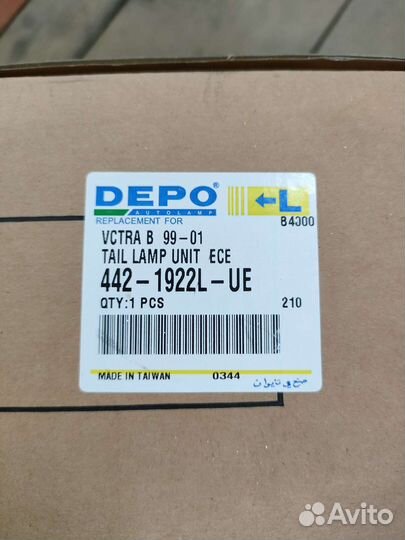 DEPO®
AUTOLAMP
←L
REPLACEMENT FOR
B4000
VCTRA B 99-01
TAIL LAMP UNIT ECE
442-1922L-UE
QTY:1 PCS 210
MADE IN TAIWAN 0344
صنع في تايوان
Avito